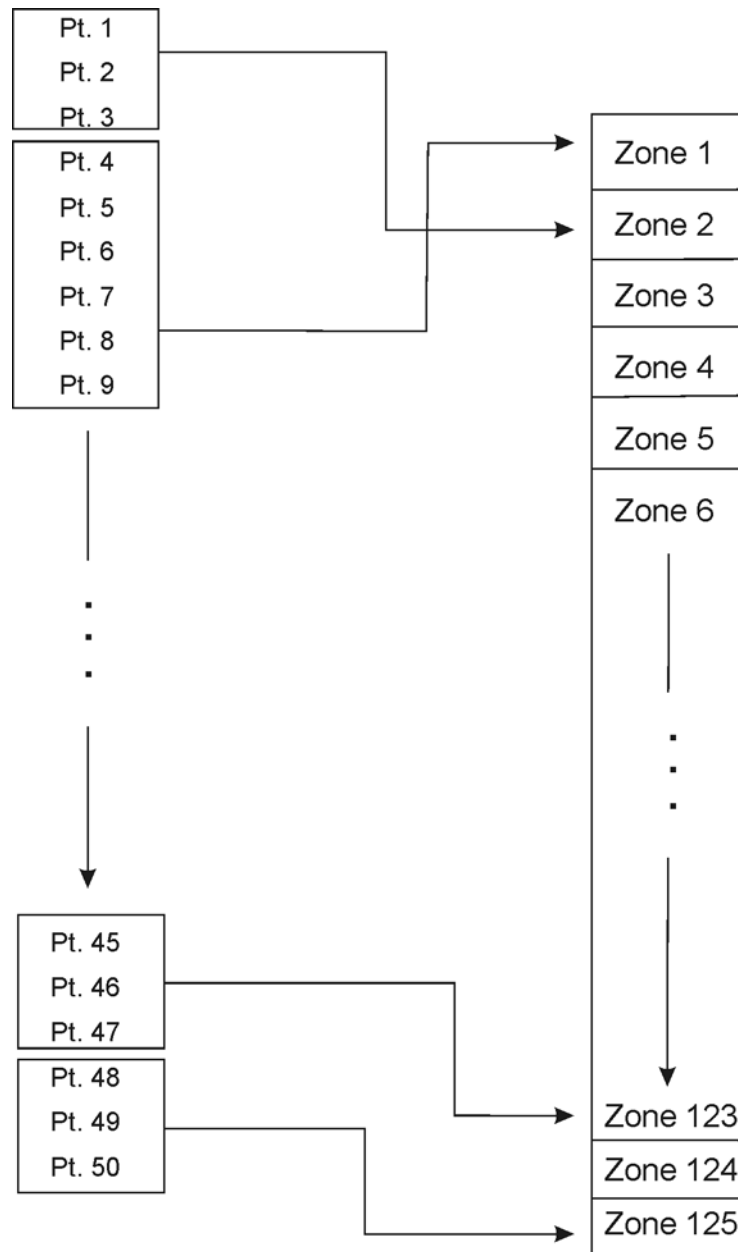 Pt. 1
Pt. 2
Pt. 3
Pt. 4
Pt. 5
Pt. 6
Pt. 7
Pt. 8
Pt. 9
Pt. 45
Pt. 46
Pt. 47
Pt. 48
Pt. 49
Pt. 50
Zone 1
Zone 2
Zone 3
Zone 4
Zone 5
Zone 6
Zone 123
Zone 124
Zone 125